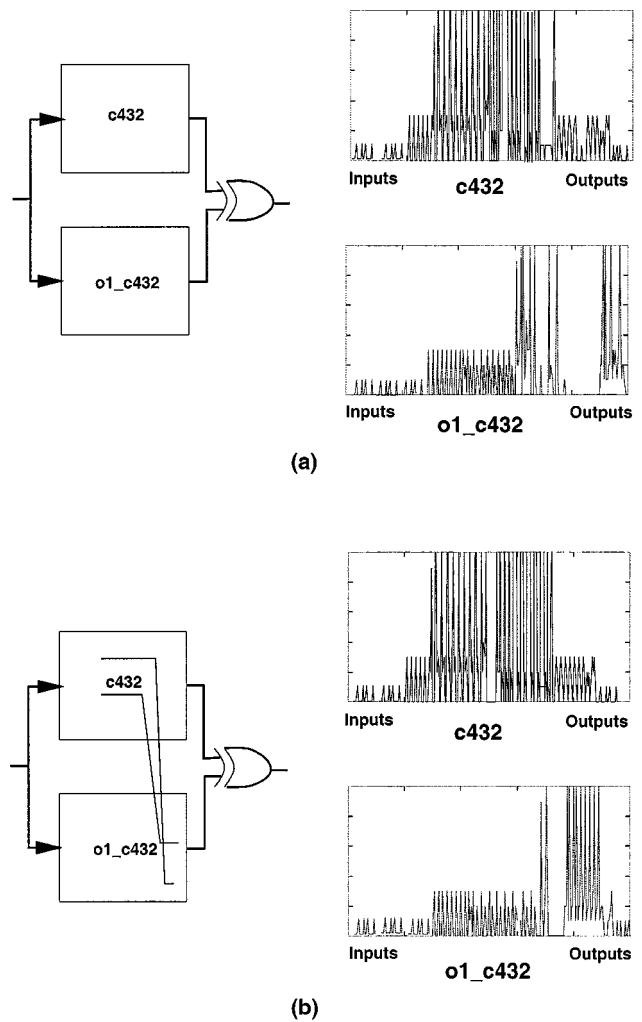 c432
o1_c432
Inputs
Outputs
c432
Inputs
Outputs
o1_c432
(a)
c432
o1_c432
Inputs
Outputs
c432
Inputs
Outputs
o1_c432
(b)